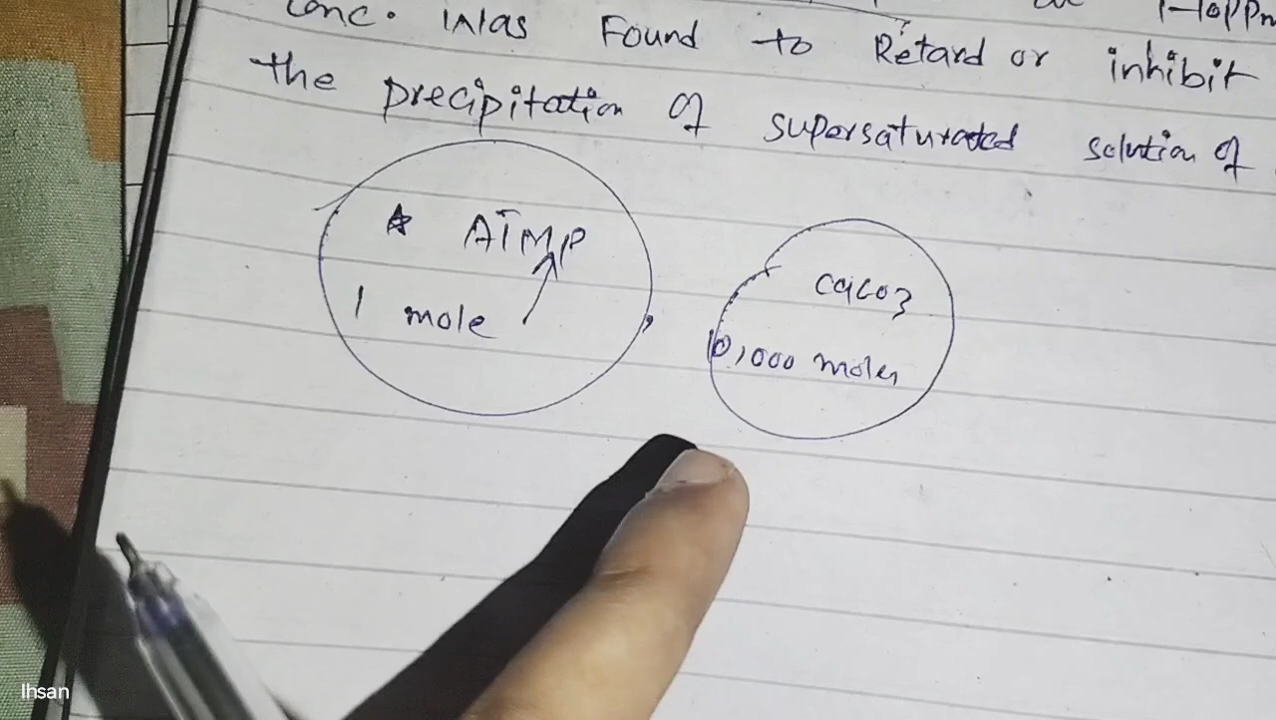 conc. was Found to Retard or inhibit
the precipitation of supersaturated solution of
ATMP
1 mole
CaCO3
10,000 moles
Ihsan